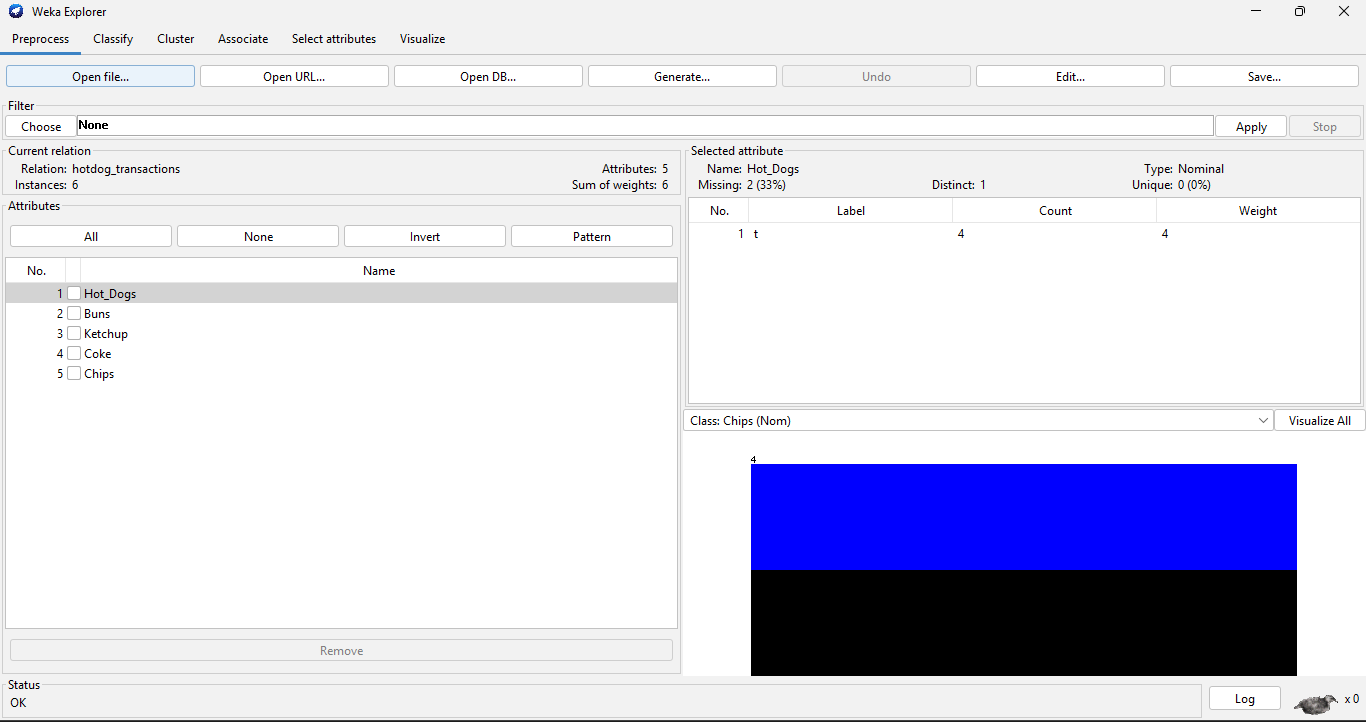 Weka Explorer
Preprocess Classify Cluster Associate Select attributes Visualize
Open file... Open URL... Open DB... Generate... Undo Edit... Save...
Filter
Choose None Apply Stop
Current relation
Relation: hotdog_transactions Attributes: 5
Instances: 6 Sum of weights: 6
Attributes
All None Invert Pattern
No. Name
1 Hot_Dogs
2 Buns
3 Ketchup
4 Coke
5 Chips
Remove
Selected attribute
Name: Hot_Dogs Type: Nominal
Missing: 2 (33%) Distinct: 1 Unique: 0 (0%)
No. Label Count Weight
1 t 4 4
Class: Chips (Nom) Visualize All
4
Status
OK
Log x 0